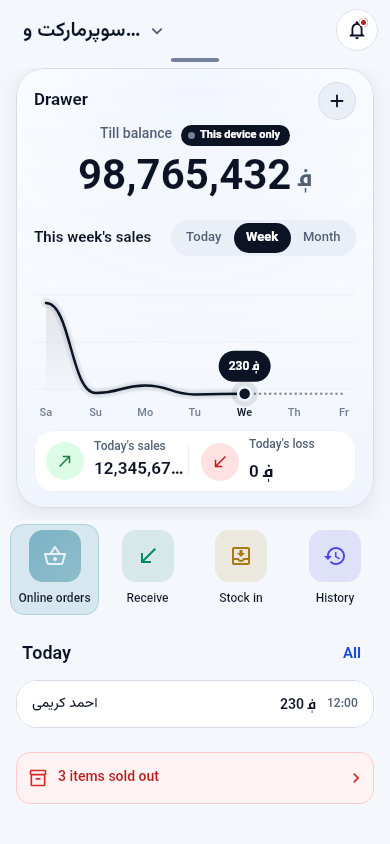 سوپرمارکت و...
Drawer
Till balance This device only
98,765,432 ؋
This week's sales Today Week Month
230 ؋
Sa Su Mo Tu We Th Fr
Today's sales Today's loss
12,345,67... 0 ؋
Online orders Receive Stock in History
Today All
احمد کریمی 230 ؋ 12:00
3 items sold out